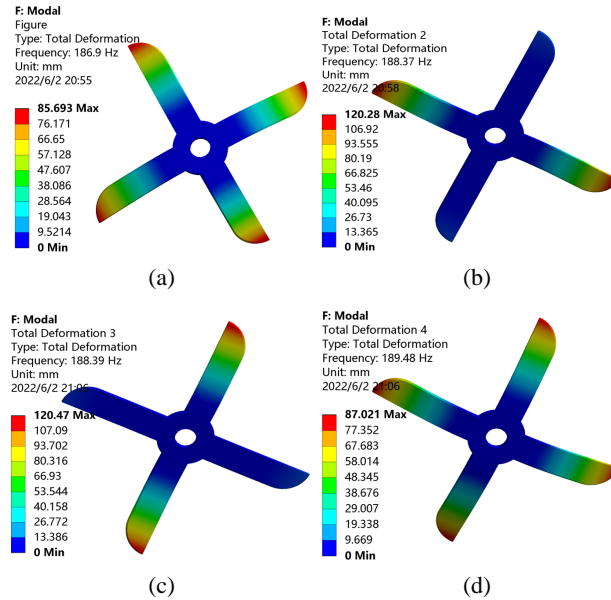 F: Modal
Figure
Type: Total Deformation
Frequency: 186.9 Hz
Unit: mm
2022/6/2 20:55
85.693 Max
76.171
66.65
57.128
47.607
38.086
28.564
19.043
9.5214
0 Min
(a)
F: Modal
Total Deformation 2
Type: Total Deformation
Frequency: 188.37 Hz
Unit: mm
2022/6/2 20:58
120.28 Max
106.92
93.555
80.19
66.825
53.46
40.095
26.73
13.365
0 Min
(b)
F: Modal
Total Deformation 3
Type: Total Deformation
Frequency: 188.39 Hz
Unit: mm
2022/6/2 21:06
120.47 Max
107.09
93.702
80.316
66.93
53.544
40.158
26.772
13.386
0 Min
(c)
F: Modal
Total Deformation 4
Type: Total Deformation
Frequency: 189.48 Hz
Unit: mm
2022/6/2 21:06
87.021 Max
77.352
67.683
58.014
48.345
38.676
29.007
19.338
9.669
0 Min
(d)